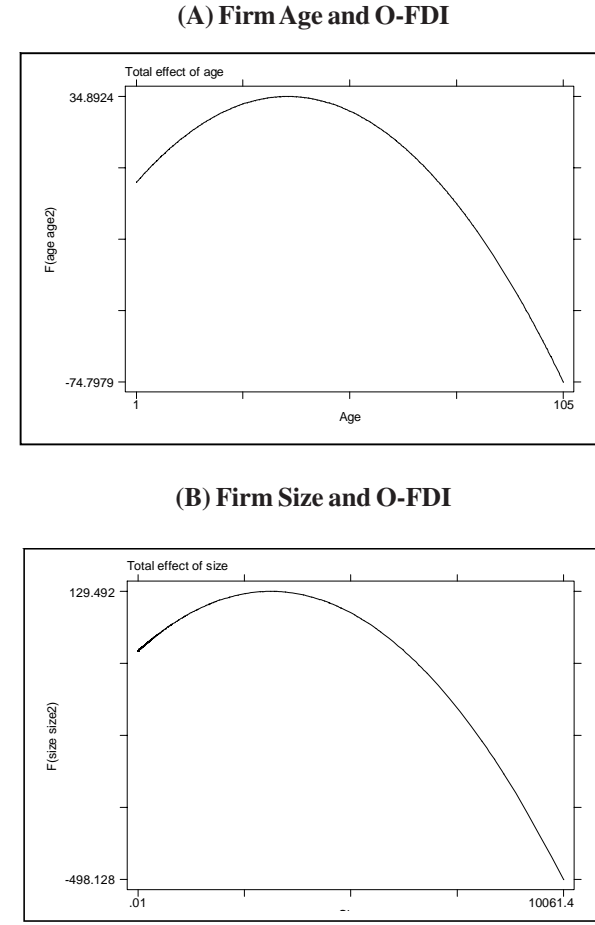 (A) Firm Age and O-FDI
Total effect of age
34.8924
F(age age2)
-74.7979
1
105
Age
(B) Firm Size and O-FDI
Total effect of size
129.492
F(size size2)
-498.128
.01
10061.4